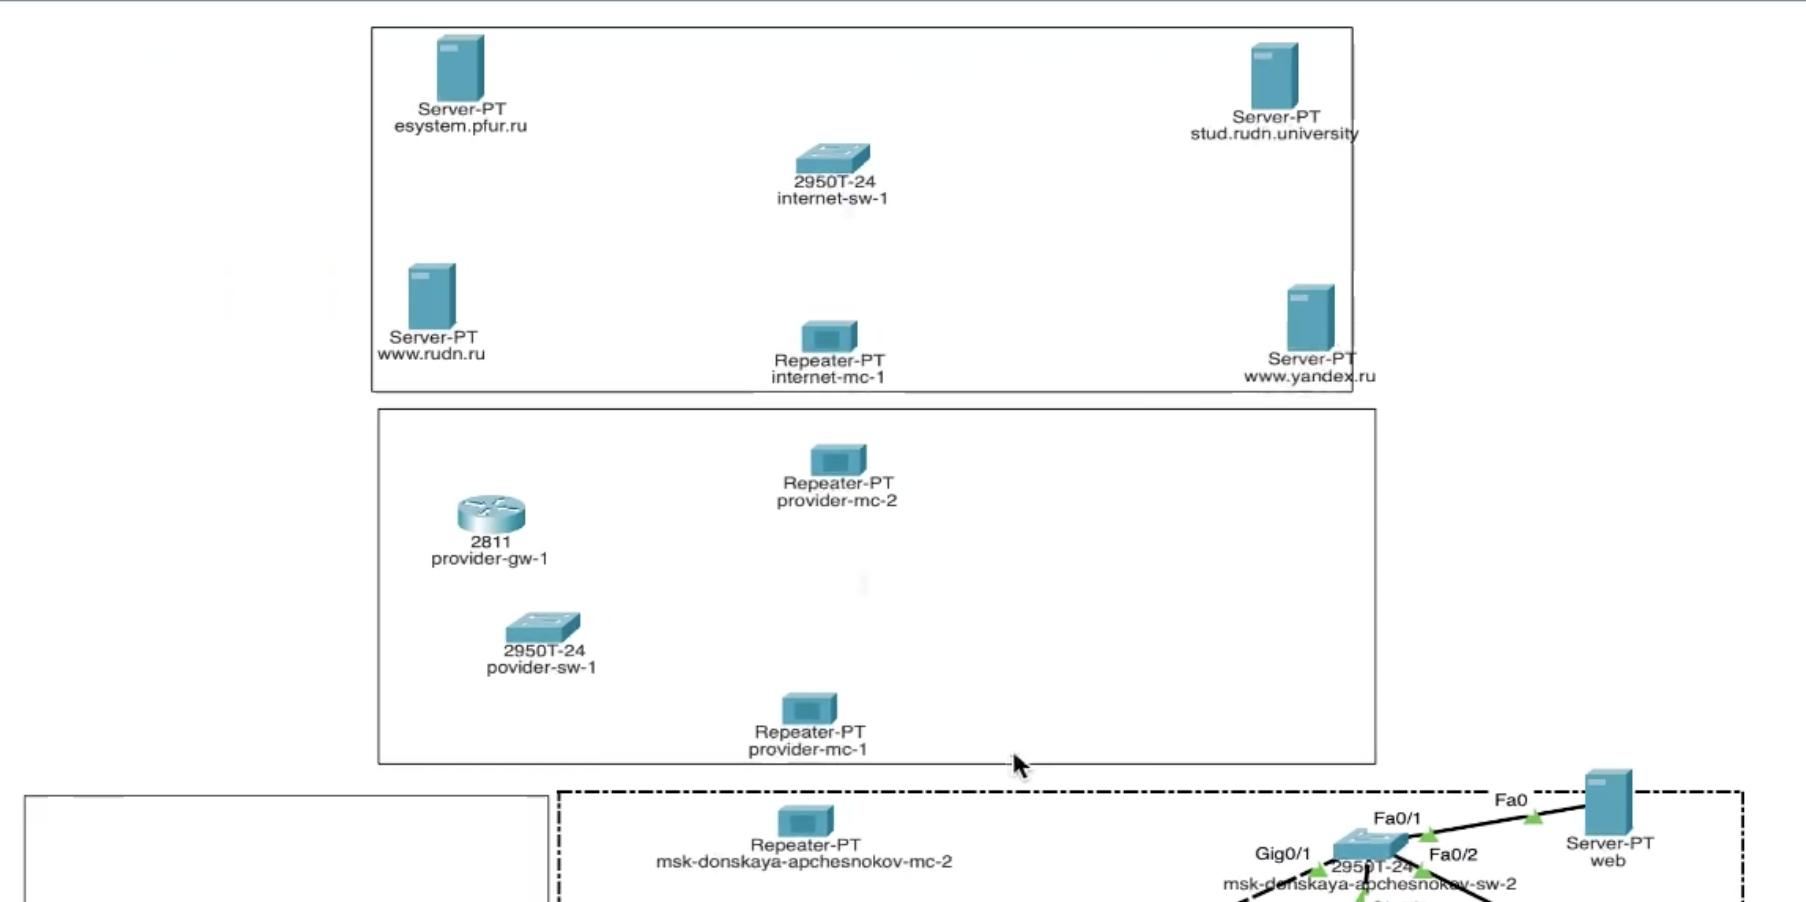 Server-PT
esystem.pfur.ru
Server-PT
stud.rudn.university
2950T-24
internet-sw-1
Server-PT
www.rudn.ru
Repeater-PT
internet-mc-1
Server-PT
www.yandex.ru
Repeater-PT
provider-mc-2
2811
provider-gw-1
2950T-24
povider-sw-1
Repeater-PT
provider-mc-1
Repeater-PT
msk-donskaya-apchesnokov-mc-2
Fa0
Fa0/1
Server-PT
web
Gig0/1
Fa0/2
2950T-24
msk-donskaya-apchesnokov-sw-2